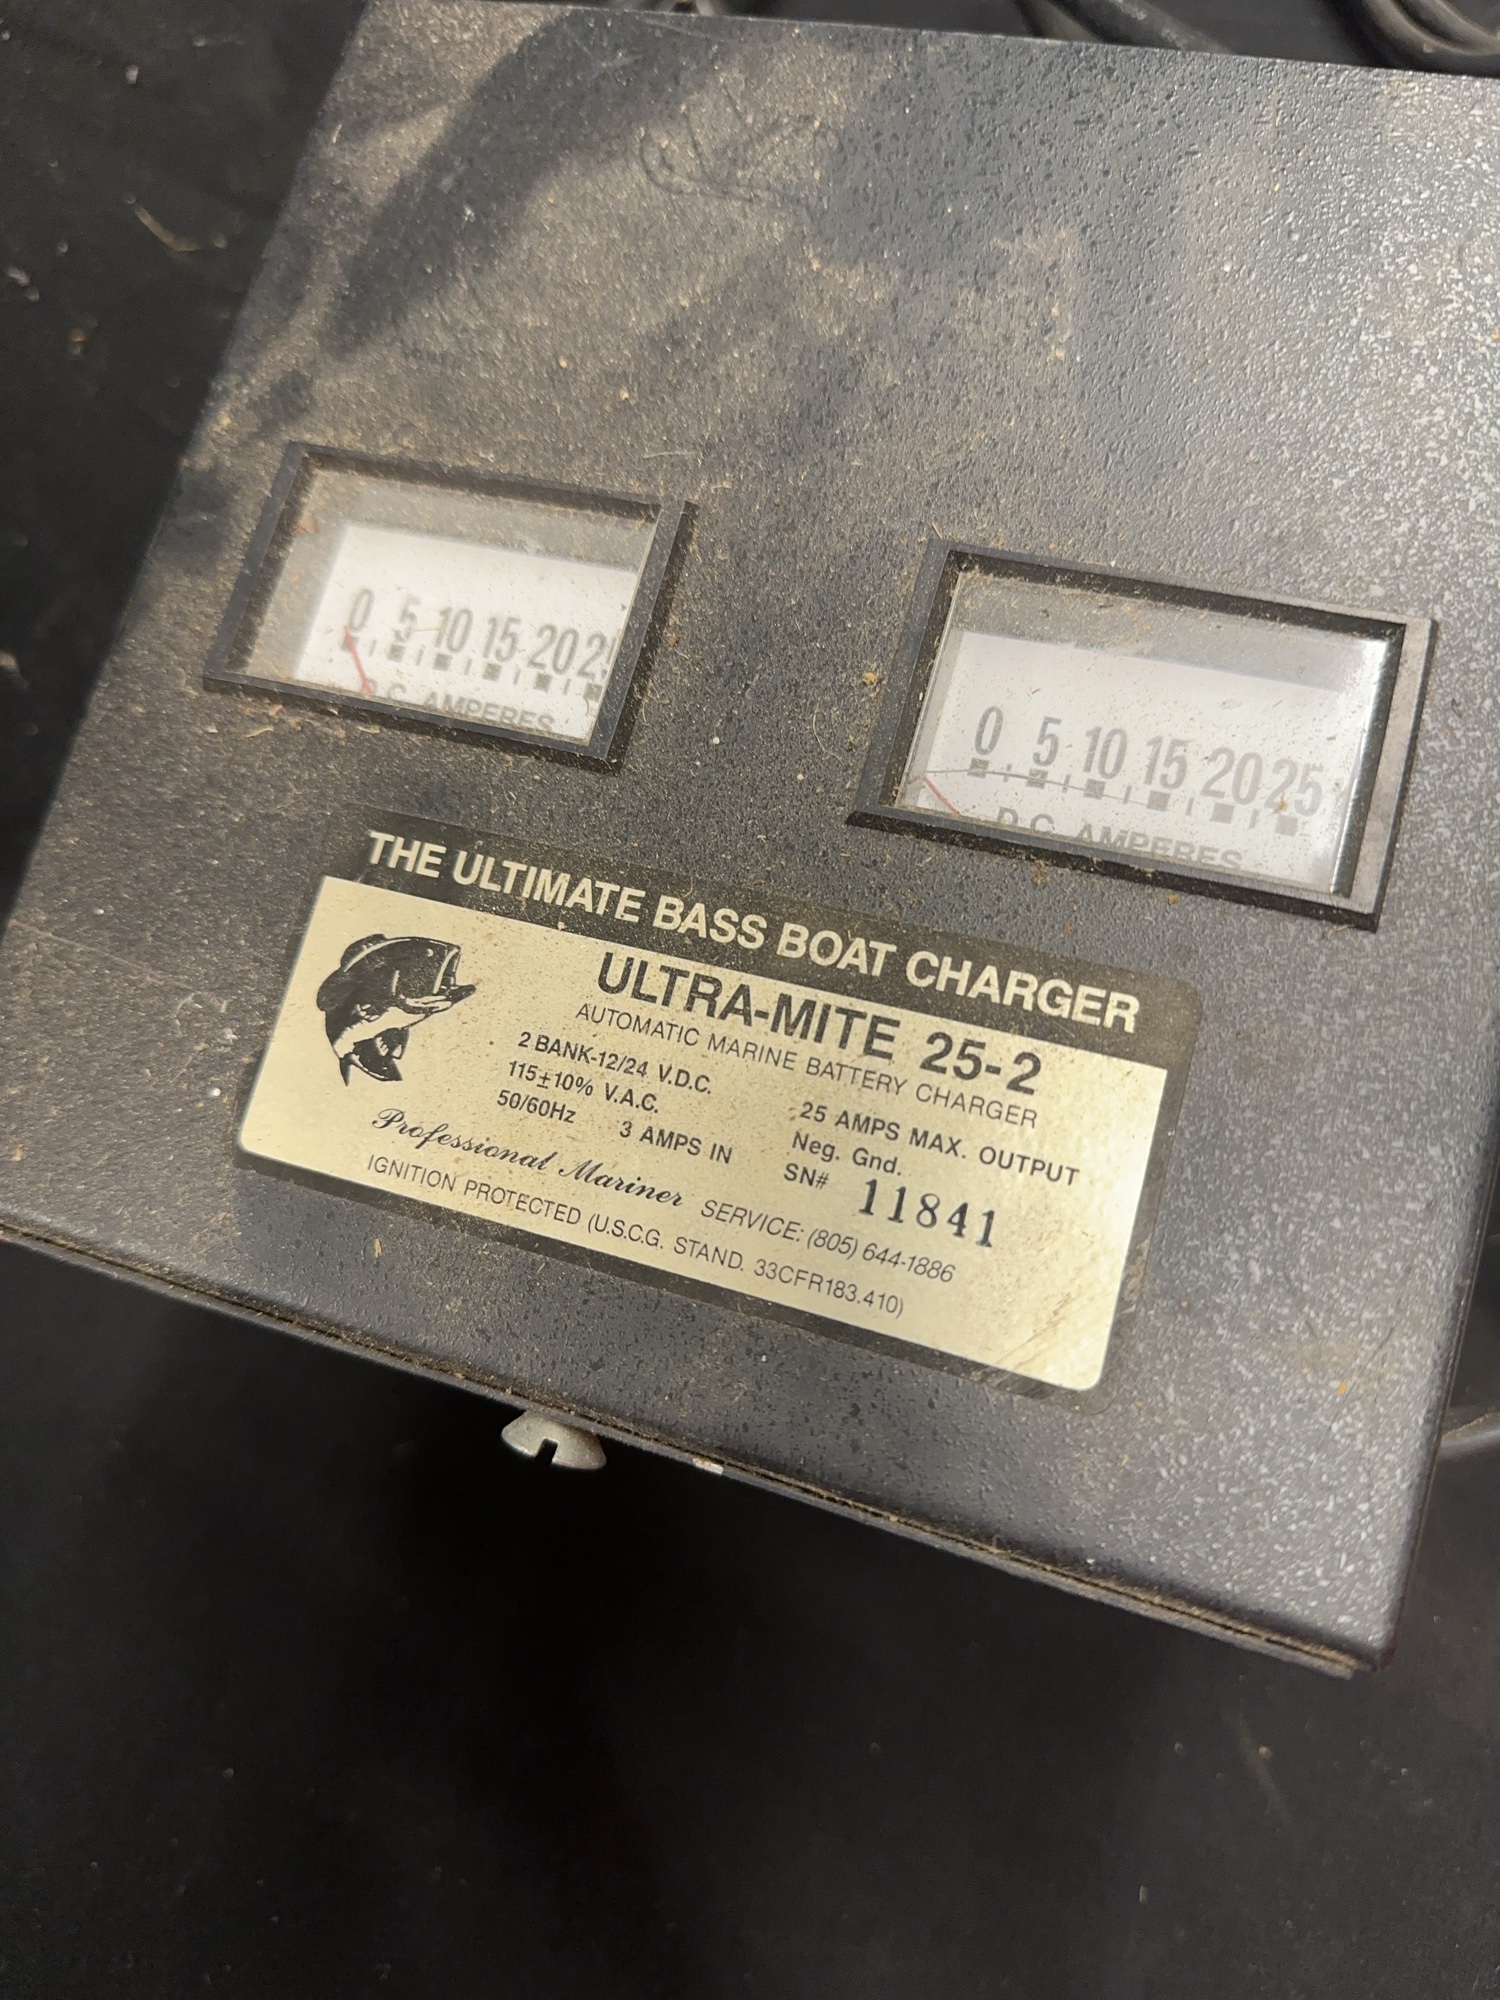 0 5 10 15 20 25
D.C. AMPERES
0 5 10 15 20 25
D.C. AMPERES
THE ULTIMATE BASS BOAT CHARGER
ULTRA-MITE 25-2
AUTOMATIC MARINE BATTERY CHARGER
2 BANK-12/24 V.D.C.
115±10% V.A.C.
50/60Hz 3 AMPS IN
25 AMPS MAX. OUTPUT
Neg. Gnd.
SN# 11841
Professional Mariner SERVICE: (805) 644-1886
IGNITION PROTECTED (U.S.C.G. STAND. 33CFR183.410)